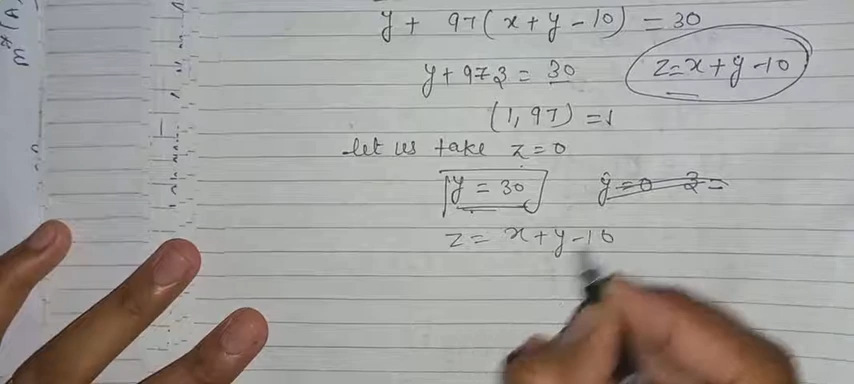 y + 97(x+y-10) = 30
y+97z = 30 z=x+y-10
(1,97)=1
let us take z=0
y = 30 y=0 z=
z= x+y-10